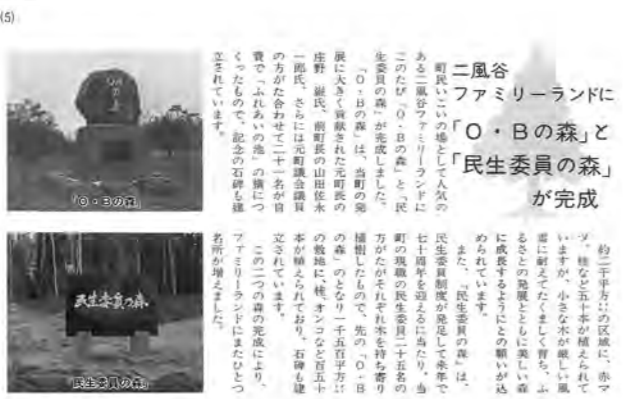 (5)
二風谷
ファミリーランドに
「O・Bの森」と
「民生委員の森」
が完成
町民いこいの場として人気の
ある二風谷ファミリーランドに
このたび「O・Bの森」と「民
生委員の森」が完成しました。
「O・Bの森」は、当町の発
展に大きく貢献された元町長の
庄野 巌氏、前町長の山田佐永
一郎氏、さらには元町議会議員
の方がた合わせて二十一名が自
費で「ふれあいの池」の横につ
くったもので、記念の石碑も建
立されています。
「O・Bの森」
約二千平方㍍の区域に、赤マ
ツ、桂など五十本が植えられて
いますが、小さな木が厳しい風
雪に耐えてたくましく育ち、ふ
るさとの発展とともに美しい森
に成長するようにとの願いが込
められています。
また、「民生委員の森」は、
民生委員制度が発足して来年で
七十周年を迎えるに当たり、当
町の現職の民生委員二十五名の
方がたがそれぞれ木を持ち寄り
植樹したもので、先の「O・B
の森」のとなり一千五百平方㍍
の敷地に、桂、オンコなど百五十
本が植えられており、石碑も建
立されています。
この二つの森の完成により、
ファミリーランドにまたひとつ
名所が増えました。
民生委員の森
「民生委員の森」